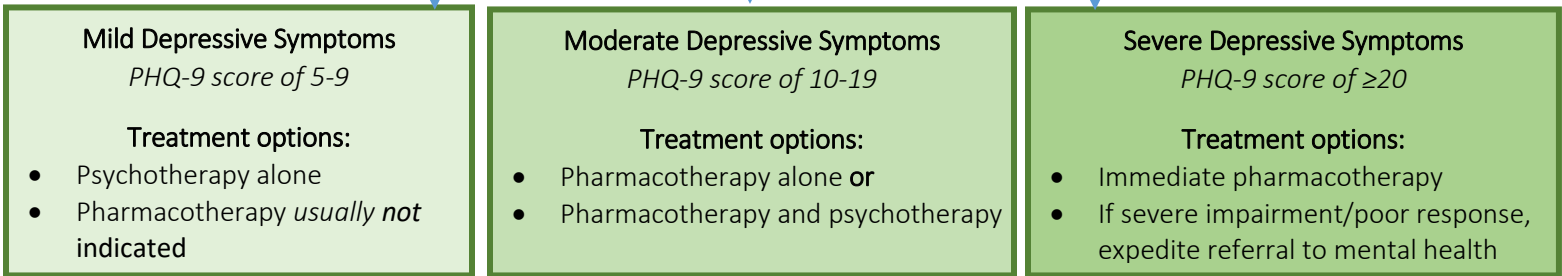 Mild Depressive Symptoms
PHQ-9 score of 5-9
Treatment options:
• Psychotherapy alone
• Pharmacotherapy usually not
indicated
Moderate Depressive Symptoms
PHQ-9 score of 10-19
Treatment options:
• Pharmacotherapy alone or
• Pharmacotherapy and psychotherapy
Severe Depressive Symptoms
PHQ-9 score of ≥20
Treatment options:
• Immediate pharmacotherapy
• If severe impairment/poor response,
expedite referral to mental health